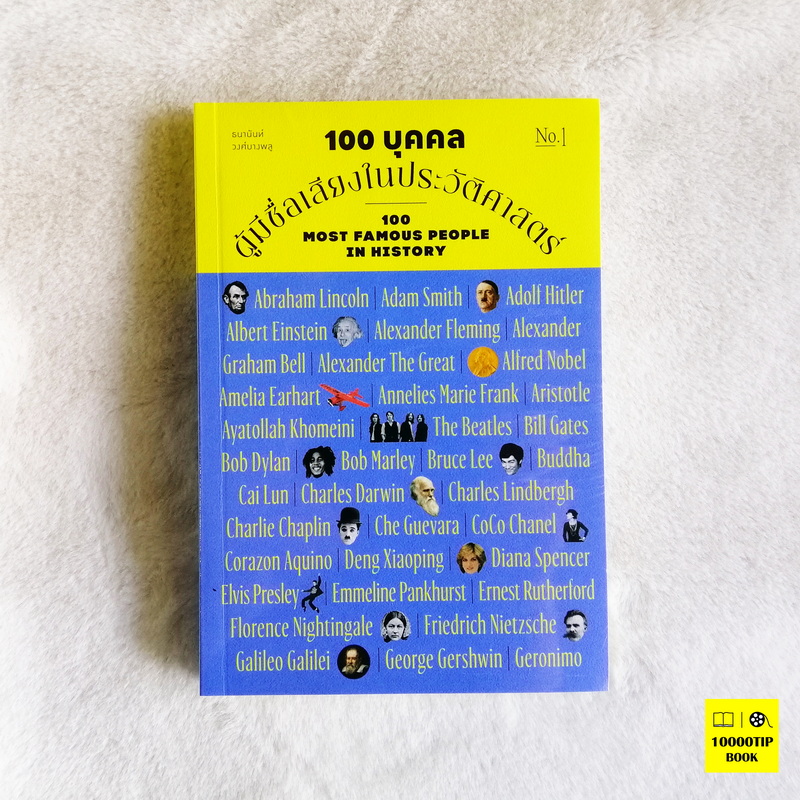 ธนานันท์
วงศ์บางพลู
100 บุคคล
No.1
ผู้มีชื่อเสียงในประวัติศาสตร์
100
MOST FAMOUS PEOPLE
IN HISTORY
Abraham Lincoln | Adam Smith | Adolf Hitler
Albert Einstein | Alexander Fleming | Alexander
Graham Bell | Alexander The Great | Alfred Nobel
Amelia Earhart | Annelies Marie Frank | Aristotle
Ayatollah Khomeini | The Beatles | Bill Gates
Bob Dylan | Bob Marley | Bruce Lee | Buddha
Cai Lun | Charles Darwin | Charles Lindbergh
Charlie Chaplin | Che Guevara | CoCo Chanel
Corazon Aquino | Deng Xiaoping | Diana Spencer
Elvis Presley | Emmeline Pankhurst | Ernest Rutherford
Florence Nightingale | Friedrich Nietzsche
Galileo Galilei | George Gershwin | Geronimo
10000TIP
BOOK